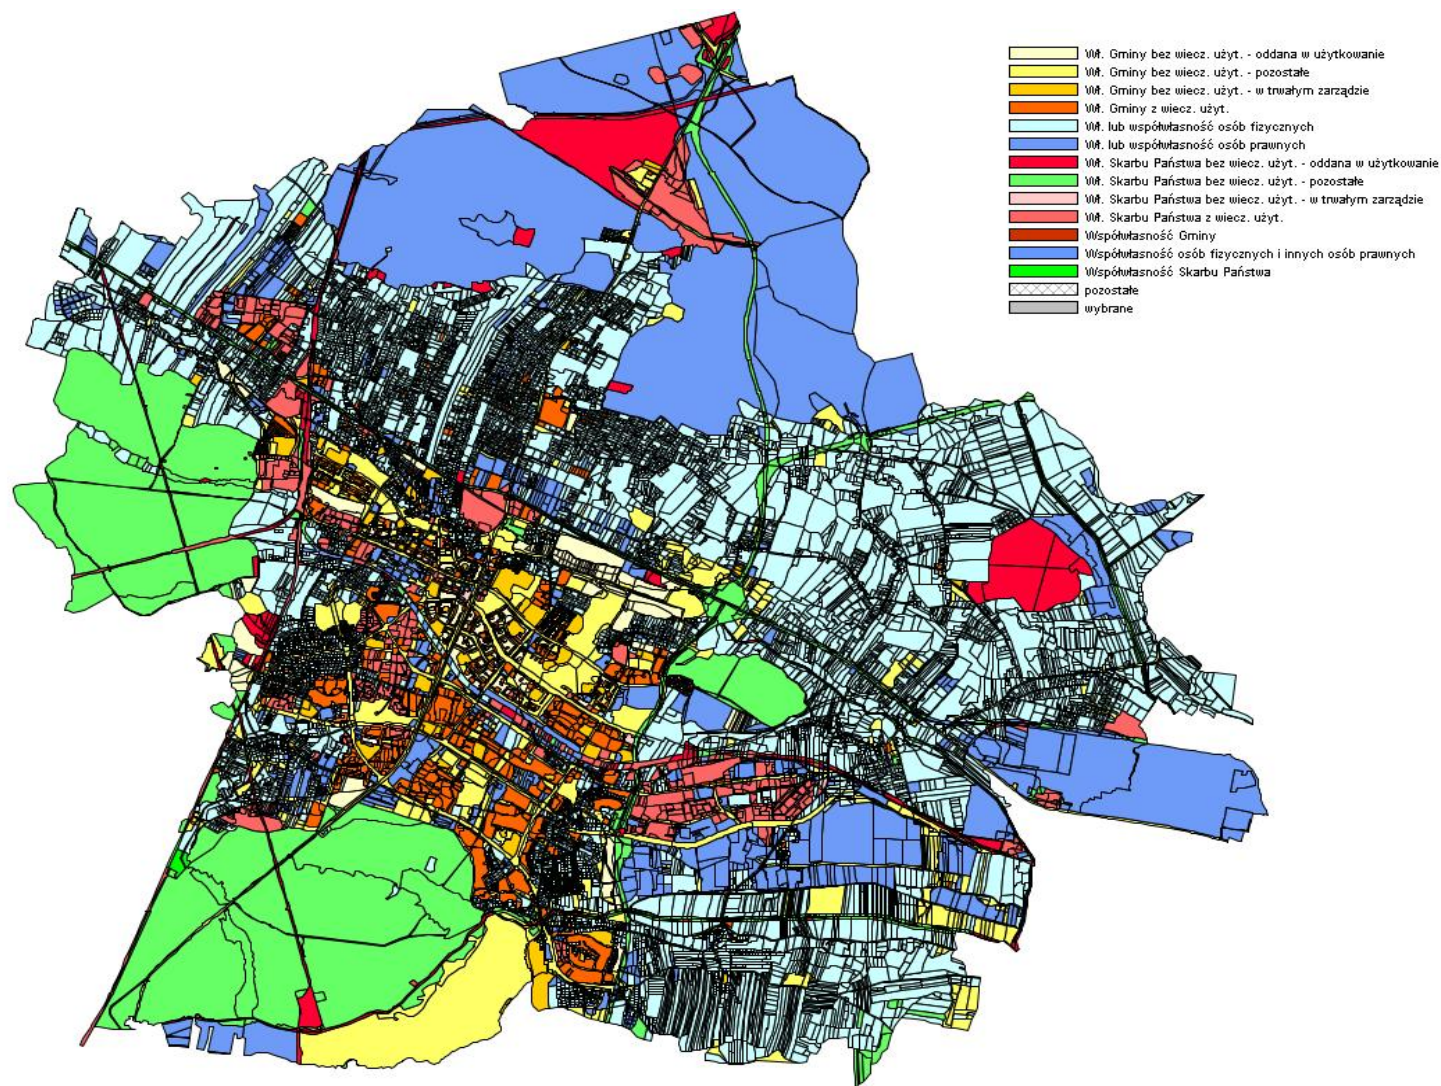 Wł. Gminy bez wiecz. użyt. - oddana w użytkowanie
Wł. Gminy bez wiecz. użyt. - pozostałe
Wł. Gminy bez wiecz. użyt. - w trwałym zarządzie
Wł. Gminy z wiecz. użyt.
Wł. lub współwłasność osób fizycznych
Wł. lub współwłasność osób prawnych
Wł. Skarbu Państwa bez wiecz. użyt. - oddana w użytkowanie
Wł. Skarbu Państwa bez wiecz. użyt. - pozostałe
Wł. Skarbu Państwa bez wiecz. użyt. - w trwałym zarządzie
Wł. Skarbu Państwa z wiecz. użyt.
Współwłasność Gminy
Współwłasność osób fizycznych i innych osób prawnych
Współwłasność Skarbu Państwa
pozostałe
wybrane